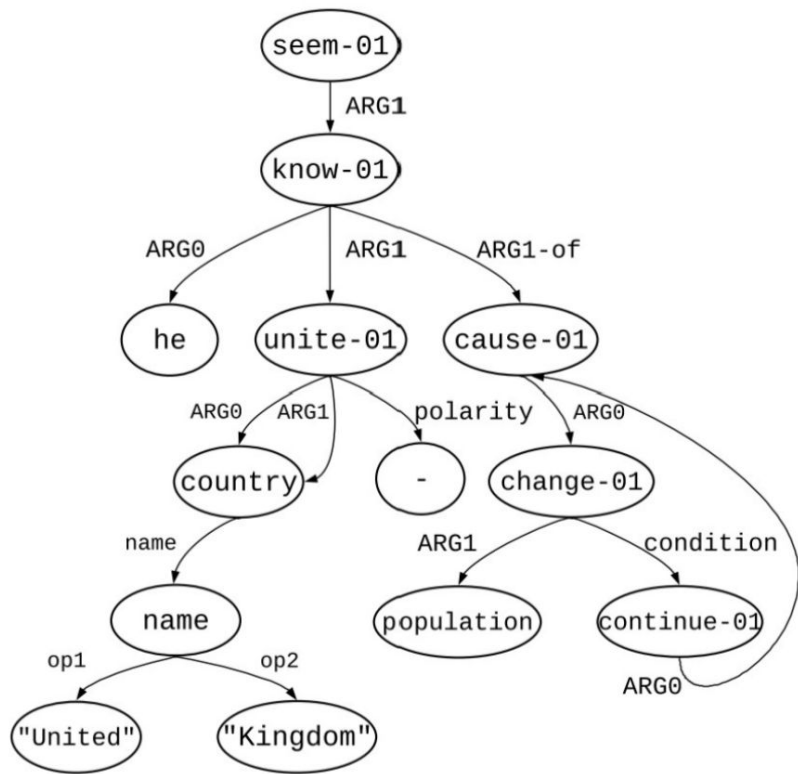 seem-01
ARG1
know-01
ARG0 ARG1 ARG1-of
he unite-01 cause-01
ARG0 ARG1 polarity ARG0
country - change-01
name ARG1 condition
name population continue-01
op1 op2 ARG0
"United" "Kingdom"